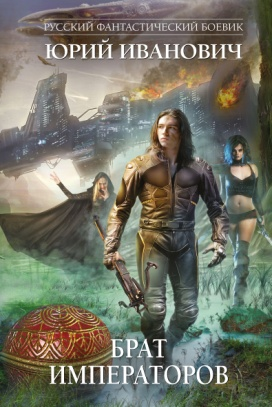 РУССКИЙ ФАНТАСТИЧЕСКИЙ БОЕВИК
ЮРИЙ ИВАНОВИЧ
БРАТ
ИМПЕРАТОРОВ